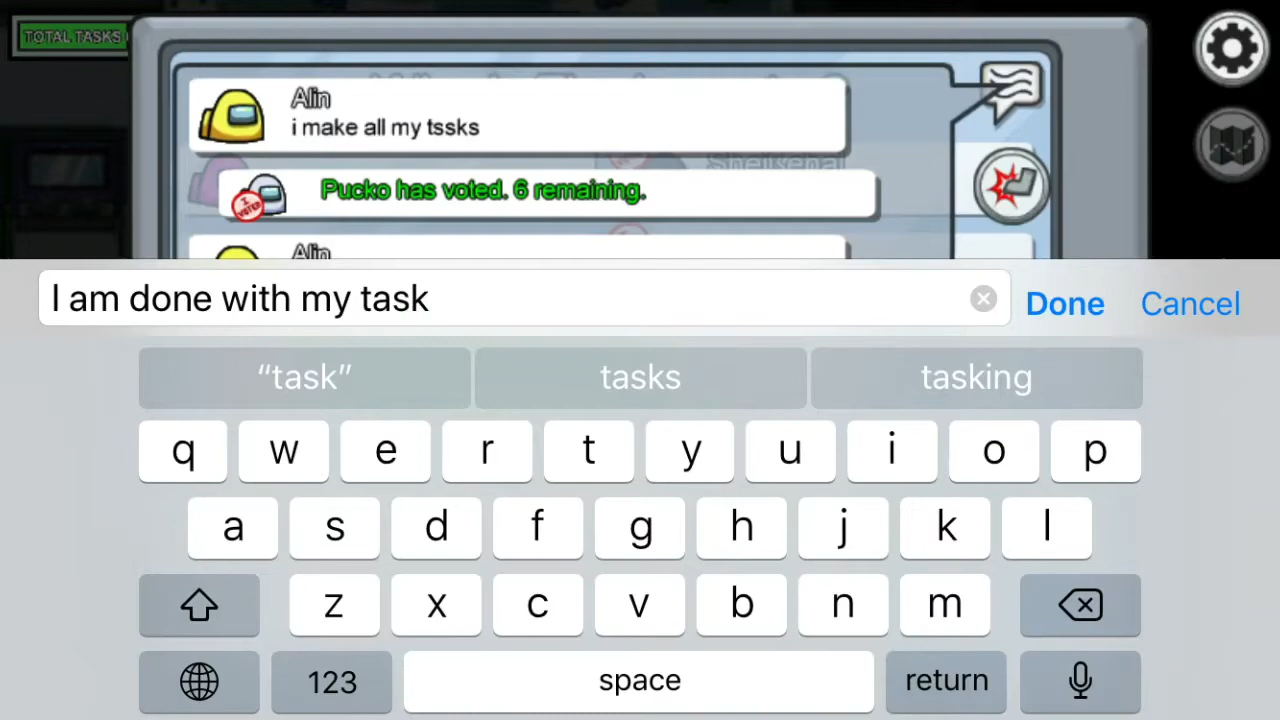 TOTAL TASKS
Alin
i make all my tssks
Pucko has voted. 6 remaining.
I VOTED
Alin
I am done with my task
Done
Cancel
“task”
tasks
tasking
q w e r t y u i o p
a s d f g h j k l
z x c v b n m
123
space
return